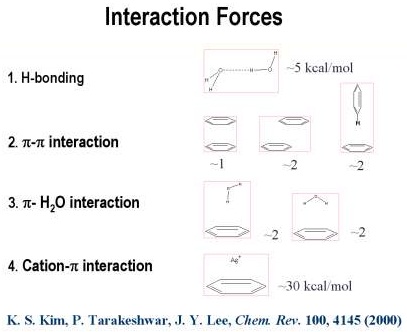 Interaction Forces
1. H-bonding
~5 kcal/mol
2. π-π interaction
H
~1
~2
~2
3. π- H₂O interaction
~2
~2
4. Cation-π interaction
Ag⁺
~30 kcal/mol
K. S. Kim, P. Tarakeshwar, J. Y. Lee, Chem. Rev. 100, 4145 (2000)